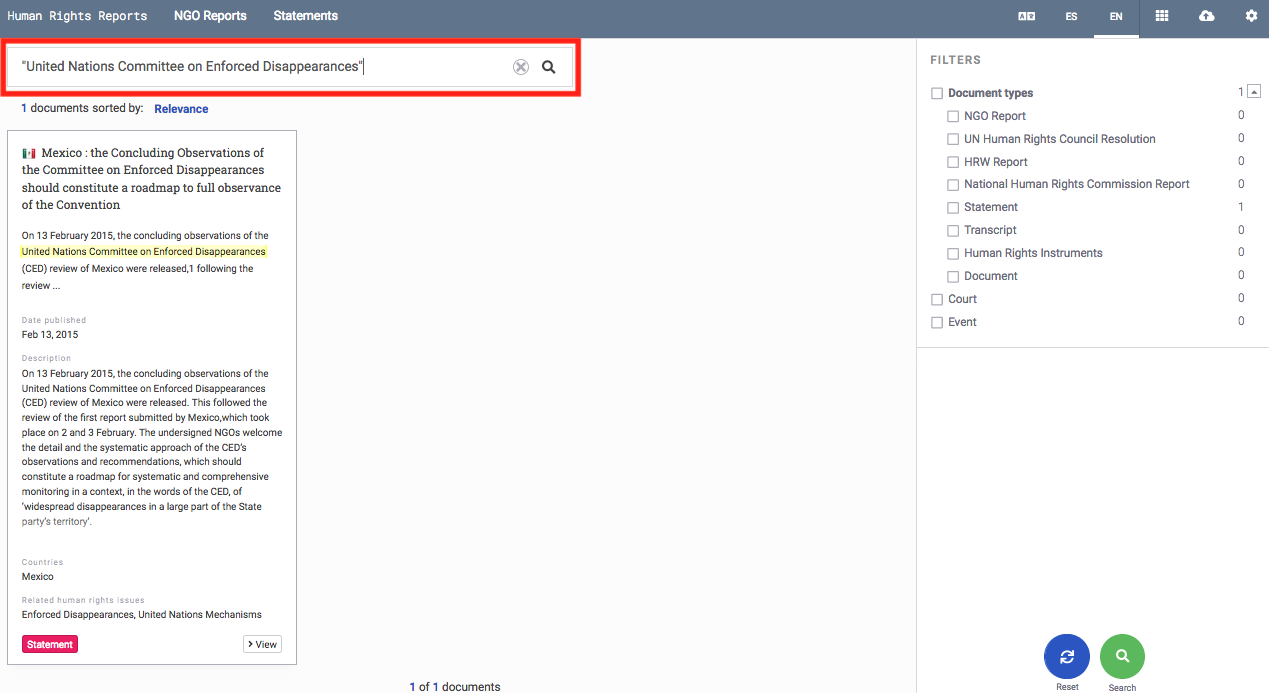 Human Rights Reports NGO Reports Statements ES EN
"United Nations Committee on Enforced Disappearances"
1 documents sorted by: Relevance
Mexico : the Concluding Observations of
the Committee on Enforced Disappearances
should constitute a roadmap to full observance
of the Convention
On 13 February 2015, the concluding observations of the
United Nations Committee on Enforced Disappearances
(CED) review of Mexico were released,1 following the
review ...
Date published
Feb 13, 2015
Description
On 13 February 2015, the concluding observations of the
United Nations Committee on Enforced Disappearances
(CED) review of Mexico were released. This followed the
review of the first report submitted by Mexico,which took
place on 2 and 3 February. The undersigned NGOs welcome
the detail and the systematic approach of the CED's
observations and recommendations, which should
constitute a roadmap for systematic and comprehensive
monitoring in a context, in the words of the CED, of
'widespread disappearances in a large part of the State
party's territory'.
Countries
Mexico
Related human rights issues
Enforced Disappearances, United Nations Mechanisms
Statement View
1 of 1 documents
FILTERS
Document types 1
NGO Report 0
UN Human Rights Council Resolution 0
HRW Report 0
National Human Rights Commission Report 0
Statement 1
Transcript 0
Human Rights Instruments 0
Document 0
Court 0
Event 0
Reset Search